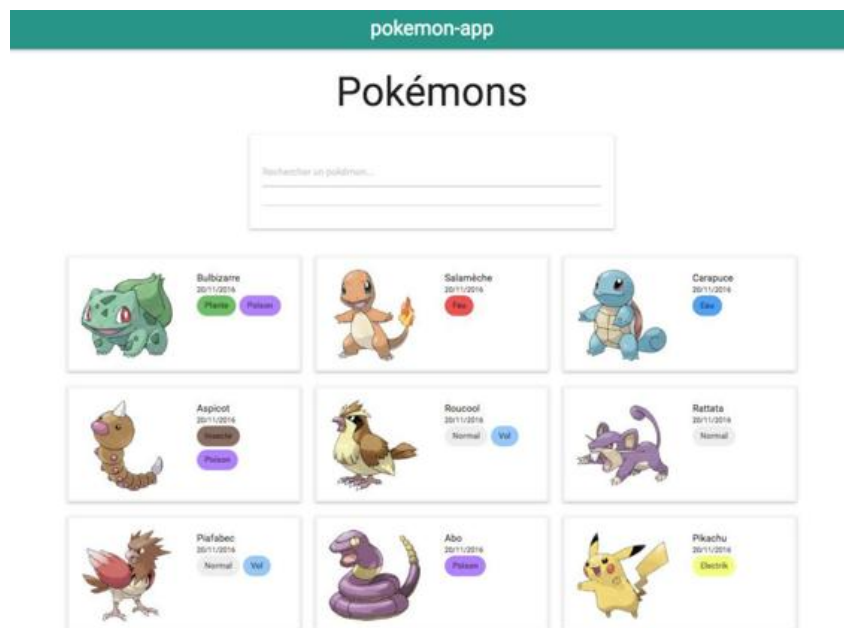 pokemon-app
Pokémons
Rechercher un pokémon...
Bulbizarre
20/11/2016
Plante Poison
Salamèche
20/11/2016
Feu
Carapuce
20/11/2016
Eau
Aspicot
20/11/2016
Insecte
Poison
Roucool
20/11/2016
Normal Vol
Rattata
20/11/2016
Normal
Piafabec
20/11/2016
Normal Vol
Abo
20/11/2016
Poison
Pikachu
20/11/2016
Electrik